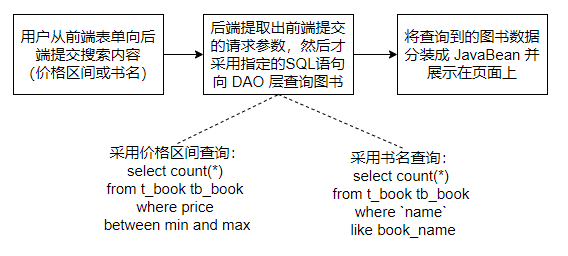 用户从前端表单向后
端提交搜索内容
(价格区间或书名)
后端提取出前端提交
的请求参数，然后才
采用指定的SQL语句
向 DAO 层查询图书
将查询到的图书数据
分装成 JavaBean 并
展示在页面上
采用价格区间查询：
select count(*)
from t_book tb_book
where price
between min and max
采用书名查询：
select count(*)
from t_book tb_book
where `name`
like book_name